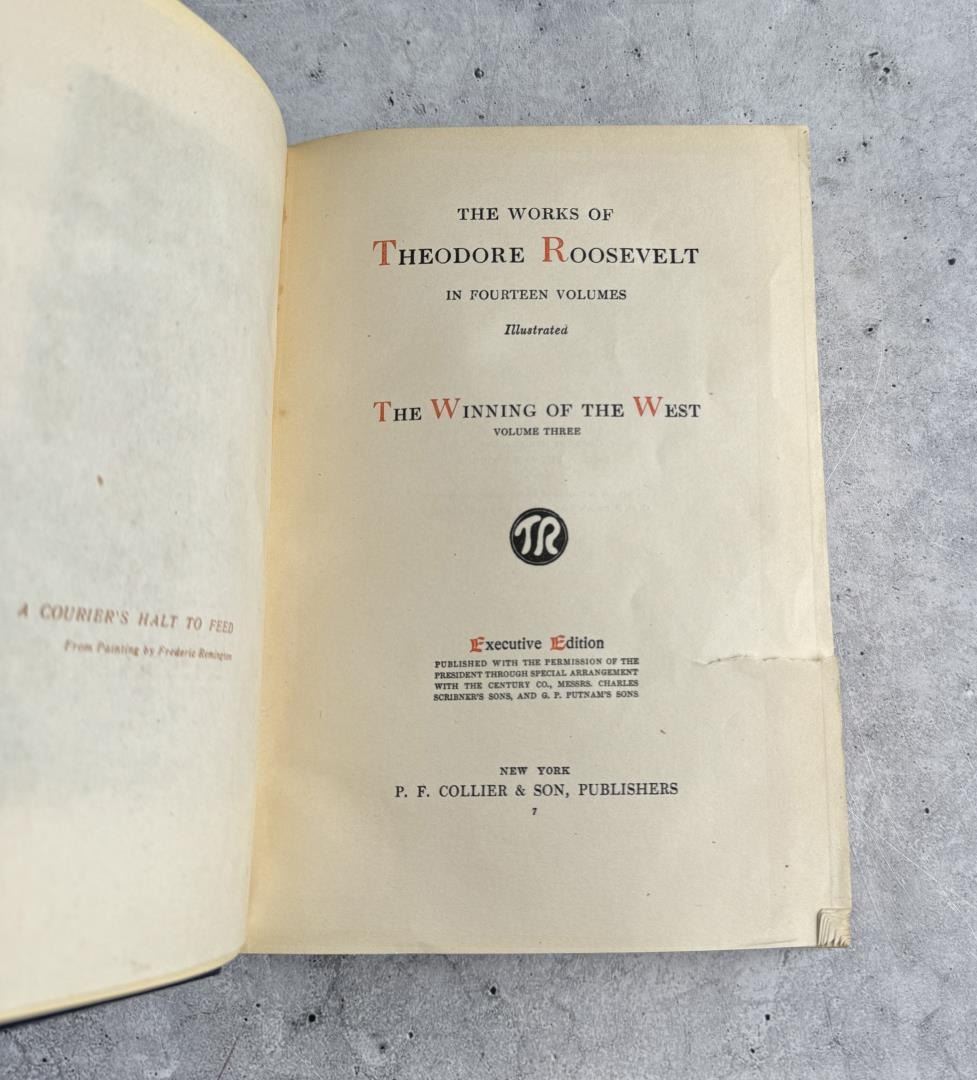 A COURIER'S HALT TO FEED
From Painting by Frederic Remington
THE WORKS OF
THEODORE ROOSEVELT
IN FOURTEEN VOLUMES
Illustrated
THE WINNING OF THE WEST
VOLUME THREE
TR
Executive Edition
PUBLISHED WITH THE PERMISSION OF THE
PRESIDENT THROUGH SPECIAL ARRANGEMENT
WITH THE CENTURY CO., MESSRS. CHARLES
SCRIBNER'S SONS, AND G. P. PUTNAM'S SONS
NEW YORK
P. F. COLLIER & SON, PUBLISHERS
7